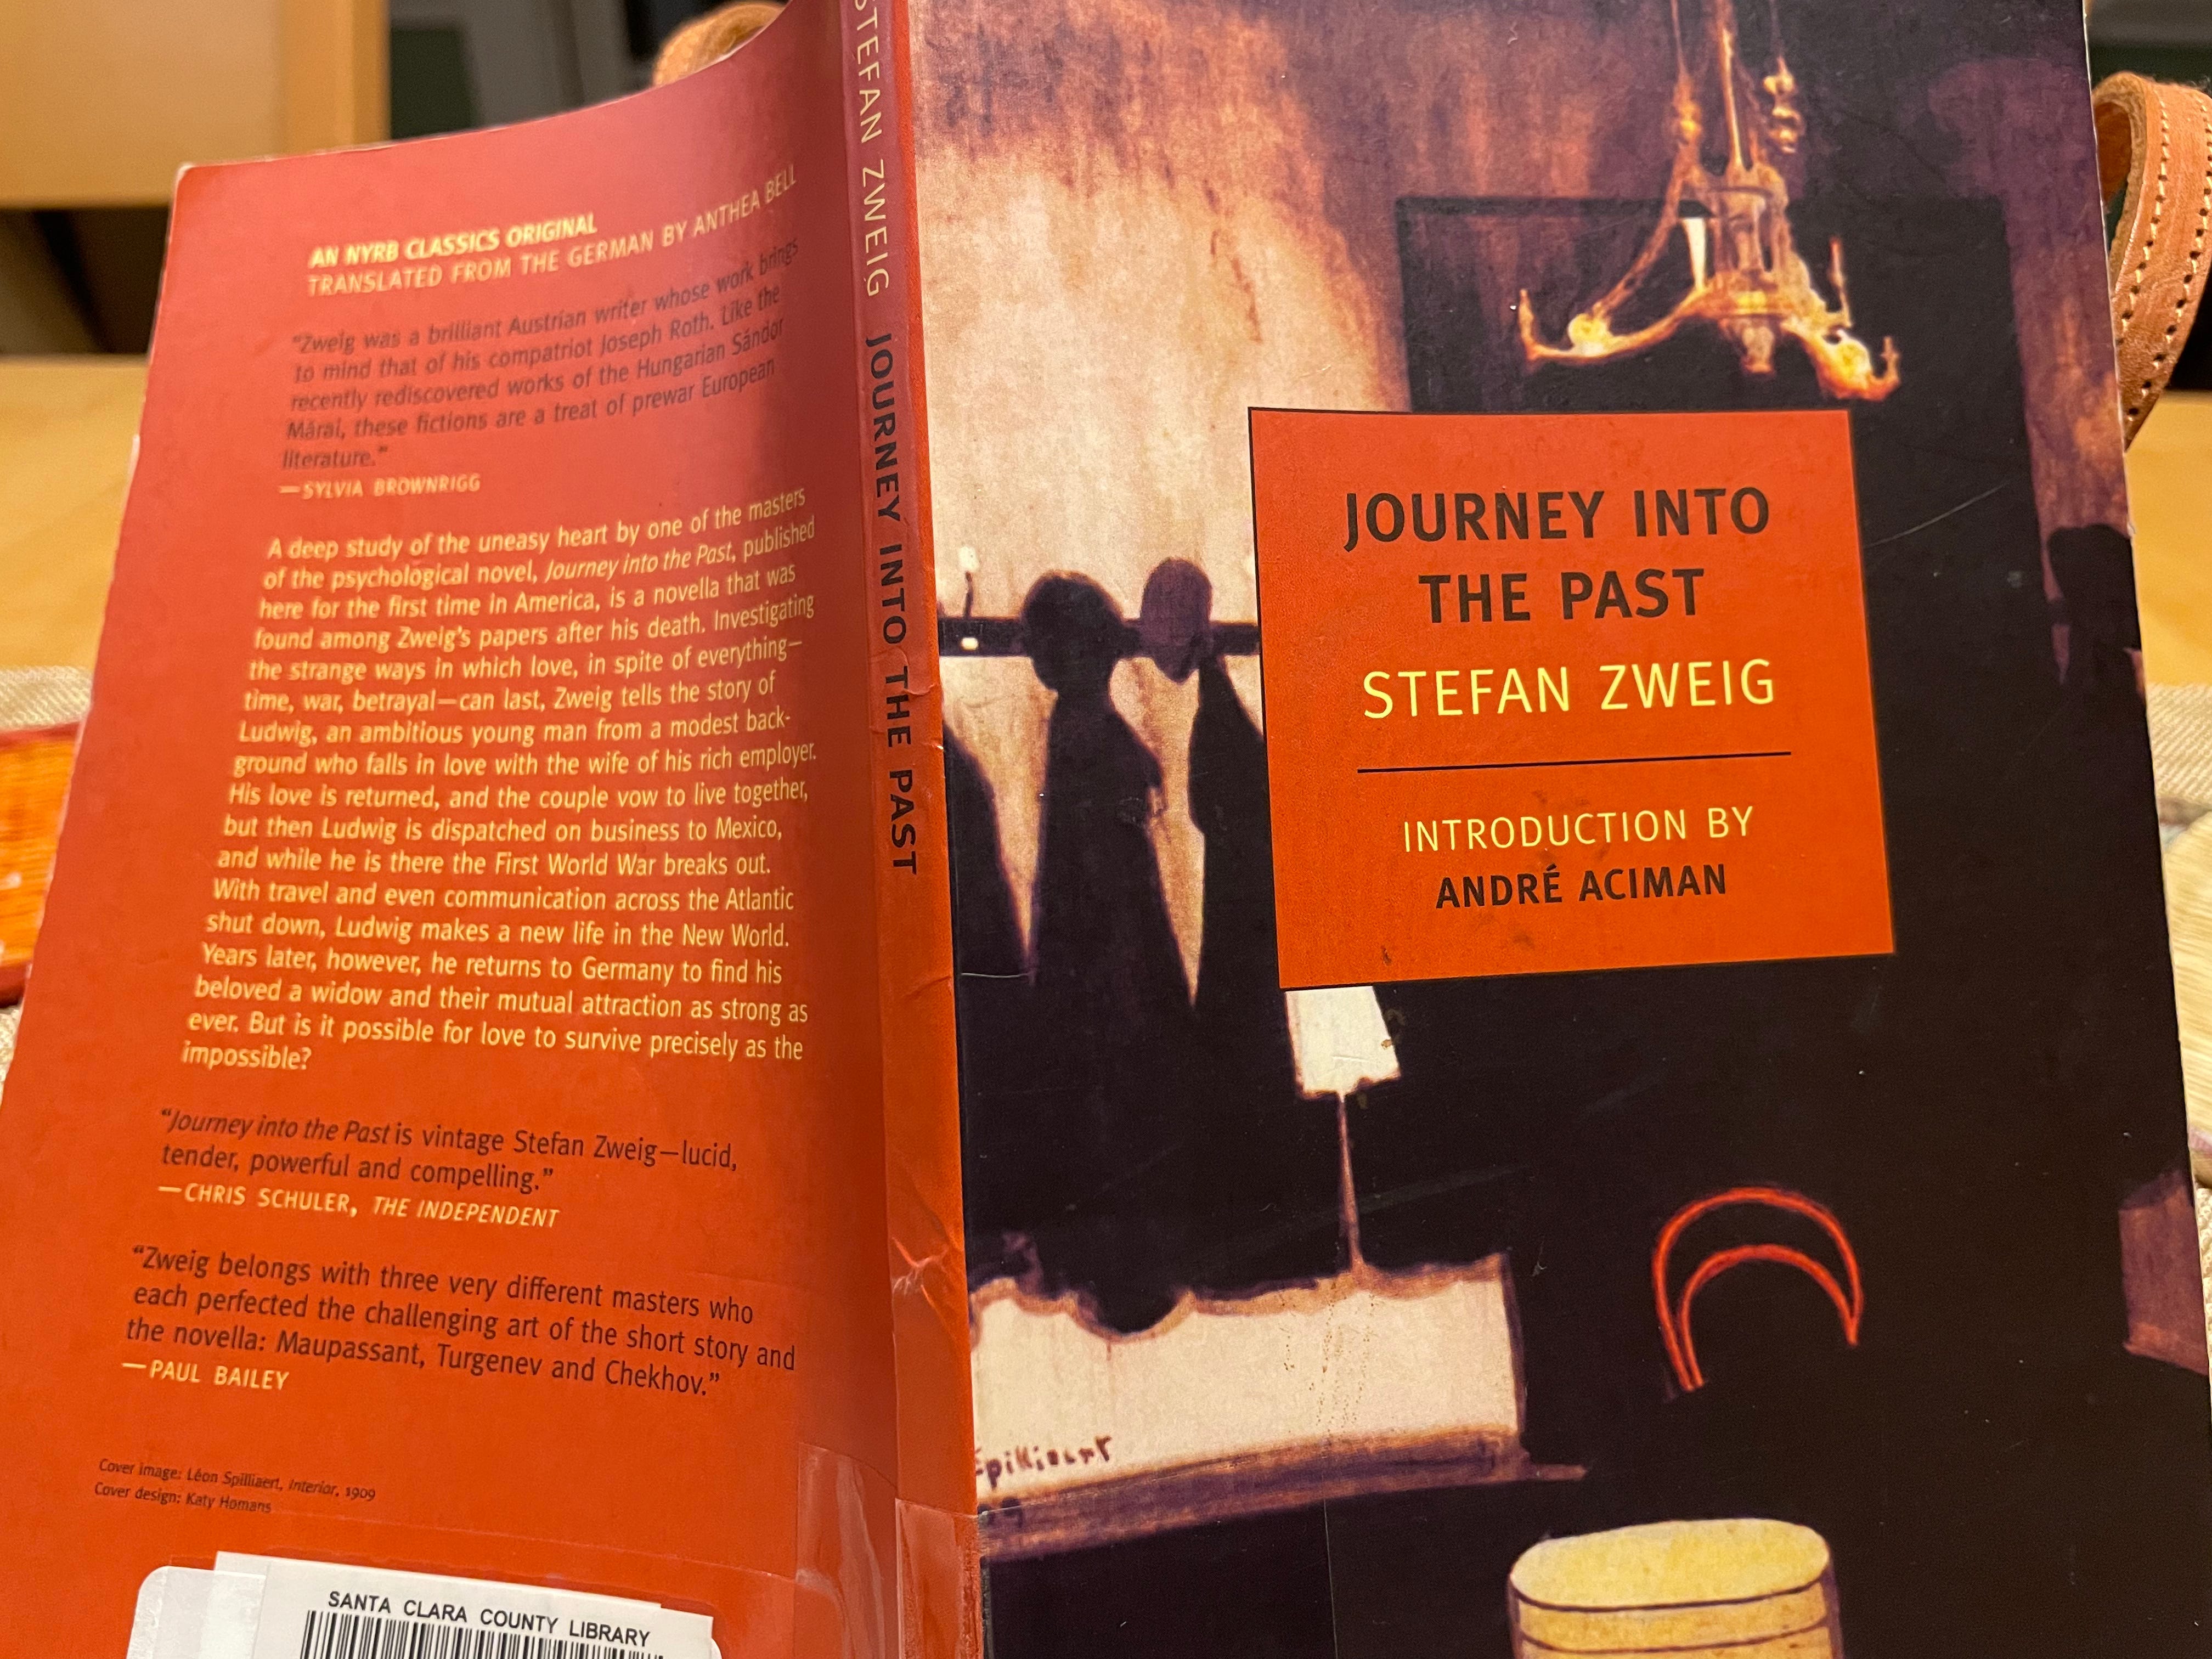 AN NYRB CLASSICS ORIGINAL
TRANSLATED FROM THE GERMAN BY ANTHEA BELL
“Zweig was a brilliant Austrian writer whose work brings
to mind that of his compatriot Joseph Roth. Like the
recently rediscovered works of the Hungarian Sándor
Márai, these fictions are a treat of prewar European
literature.”
—SYLVIA BROWNRIGG
A deep study of the uneasy heart by one of the masters
of the psychological novel, Journey into the Past, published
here for the first time in America, is a novella that was
found among Zweig’s papers after his death. Investigating
the strange ways in which love, in spite of everything—
time, war, betrayal—can last, Zweig tells the story of
Ludwig, an ambitious young man from a modest back-
ground who falls in love with the wife of his rich employer.
His love is returned, and the couple vow to live together,
but then Ludwig is dispatched on business to Mexico,
and while he is there the First World War breaks out.
With travel and even communication across the Atlantic
shut down, Ludwig makes a new life in the New World.
Years later, however, he returns to Germany to find his
beloved a widow and their mutual attraction as strong as
ever. But is it possible for love to survive precisely as the
impossible?
“Journey into the Past is vintage Stefan Zweig—lucid,
tender, powerful and compelling.”
—CHRIS SCHULER, THE INDEPENDENT
“Zweig belongs with three very different masters who
each perfected the challenging art of the short story and
the novella: Maupassant, Turgenev and Chekhov.”
—PAUL BAILEY
Cover image: Léon Spilliaert, Interior, 1909
Cover design: Katy Homans
SANTA CLARA COUNTY LIBRARY
STEFAN ZWEIG JOURNEY INTO THE PAST
JOURNEY INTO
THE PAST
STEFAN ZWEIG
INTRODUCTION BY
ANDRÉ ACIMAN
Spilliaert